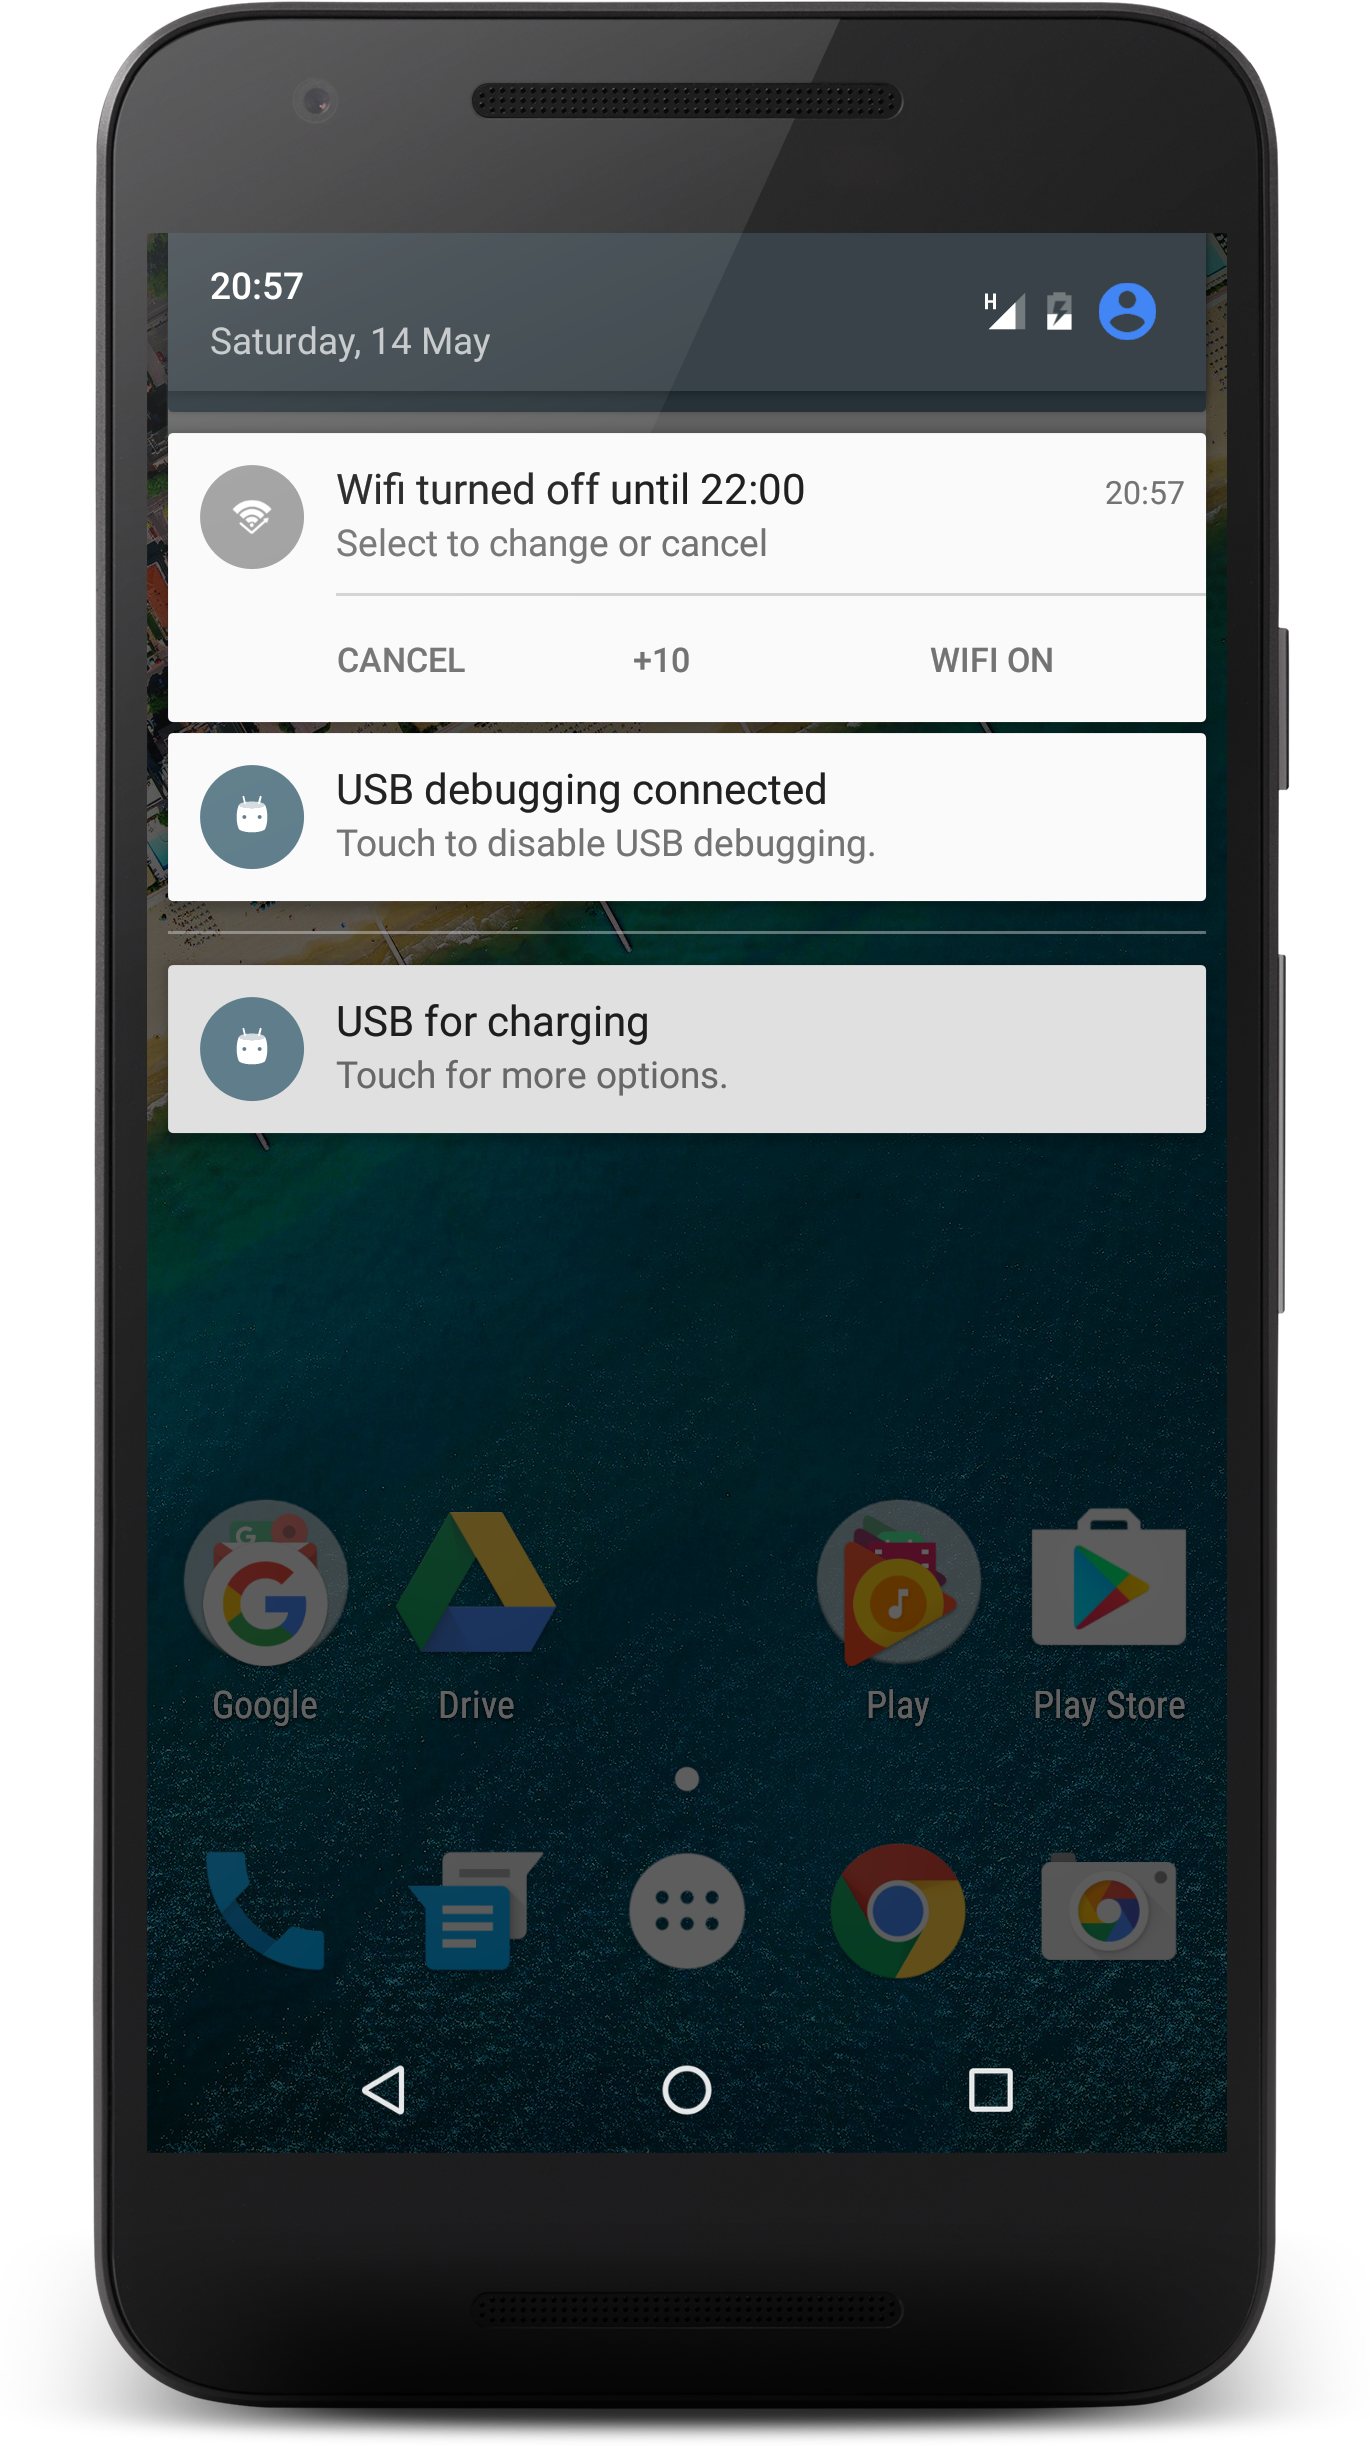 20:57
Saturday, 14 May
H
Wifi turned off until 22:00
20:57
Select to change or cancel
CANCEL
+10
WIFI ON
USB debugging connected
Touch to disable USB debugging.
USB for charging
Touch for more options.
G
G
Google
Drive
Play
Play Store